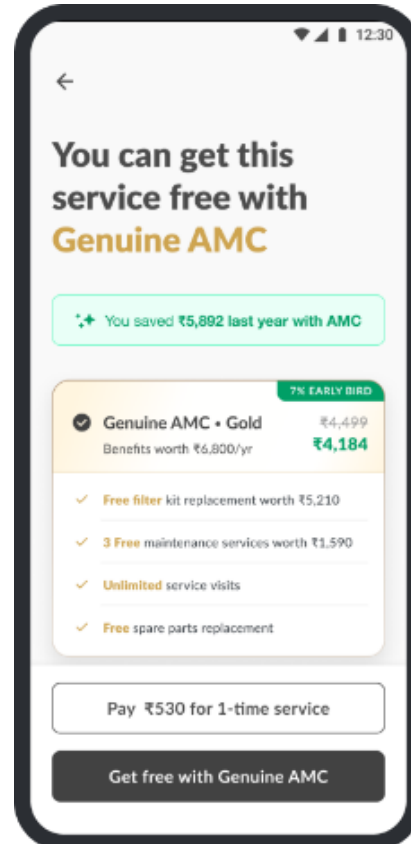 12:30
You can get this
service free with
Genuine AMC
You saved ₹5,892 last year with AMC
7% EARLY BIRD
Genuine AMC • Gold ₹4,499
Benefits worth ₹6,800/yr ₹4,184
Free filter kit replacement worth ₹5,210
3 Free maintenance services worth ₹1,590
Unlimited service visits
Free spare parts replacement
Pay ₹530 for 1-time service
Get free with Genuine AMC